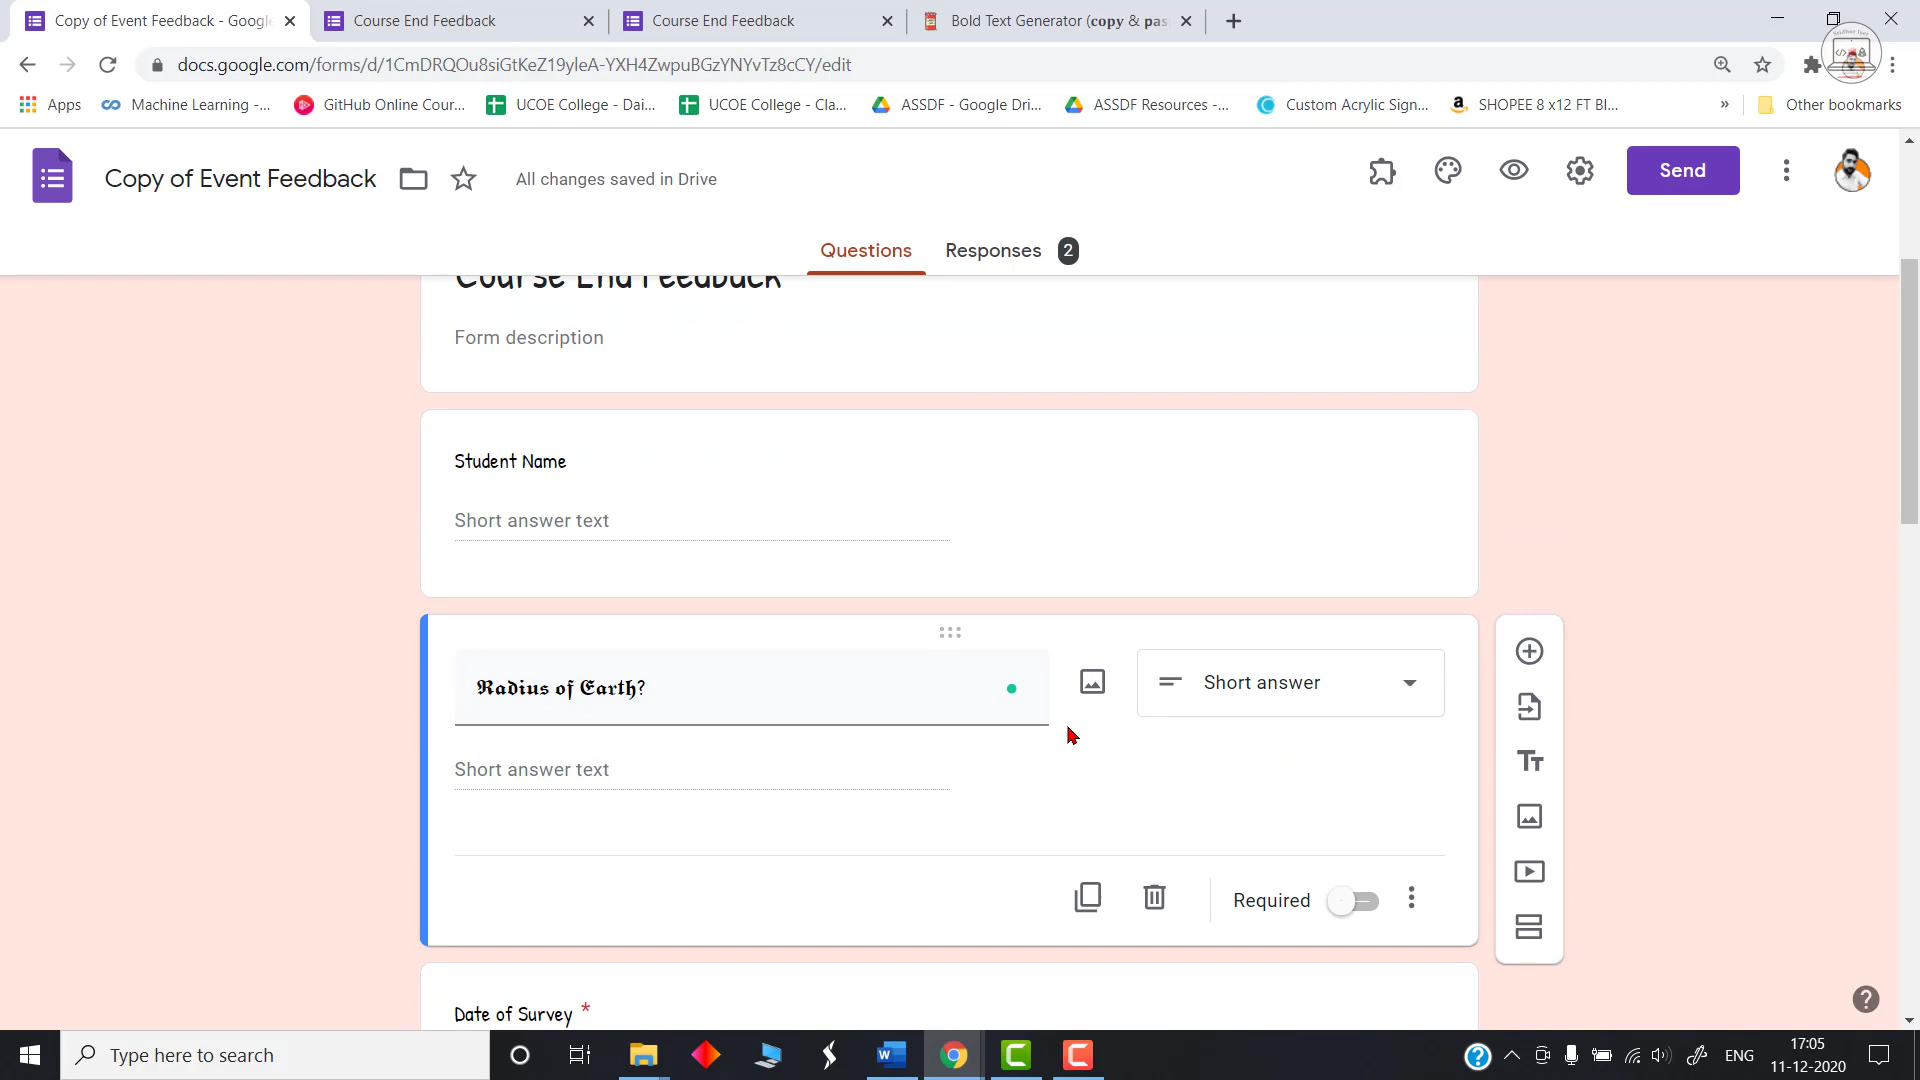 Copy of Event Feedback - Google
Course End Feedback
Course End Feedback
Bold Text Generator (𝐜𝐨𝐩𝐲 & 𝐩𝐚𝐬
docs.google.com/forms/d/1CmDRQOu8siGtKeZ19yleA-YXH4ZwpuBGzYNYvTz8cCY/edit
Apps
Machine Learning -...
GitHub Online Cour...
UCOE College - Dai...
UCOE College - Cla...
ASSDF - Google Dri...
ASSDF Resources -...
Custom Acrylic Sign...
SHOPEE 8 x12 FT Bl...
»
Other bookmarks
Copy of Event Feedback
All changes saved in Drive
Send
Questions
Responses 2
Course End Feedback
Form description
Student Name
Short answer text
𝕽𝖆𝖉𝖎𝖚𝖘 𝖔𝖋 𝕰𝖆𝖗𝖙𝖍?
Short answer
Short answer text
Required
Date of Survey *
Type here to search
ENG
17:05
11-12-2020